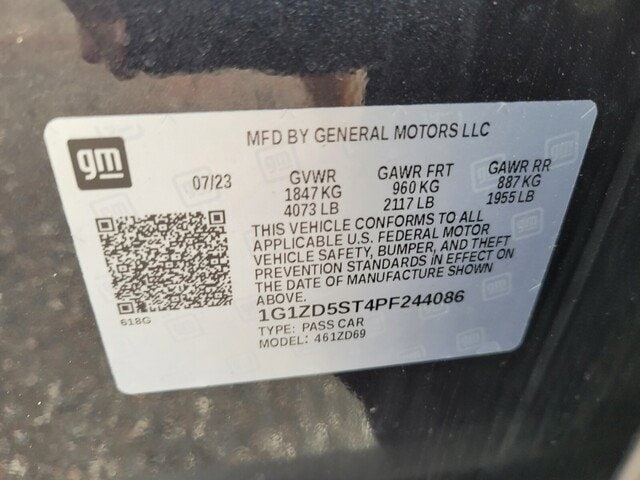 gm
MFD BY GENERAL MOTORS LLC
07/23 GVWR GAWR FRT GAWR RR
1847 KG 960 KG 887 KG
4073 LB 2117 LB 1955 LB
THIS VEHICLE CONFORMS TO ALL
APPLICABLE U.S. FEDERAL MOTOR
VEHICLE SAFETY, BUMPER, AND THEFT
PREVENTION STANDARDS IN EFFECT ON
THE DATE OF MANUFACTURE SHOWN
ABOVE.
618G
1G1ZD5ST4PF244086
TYPE: PASS CAR
MODEL: 461ZD69